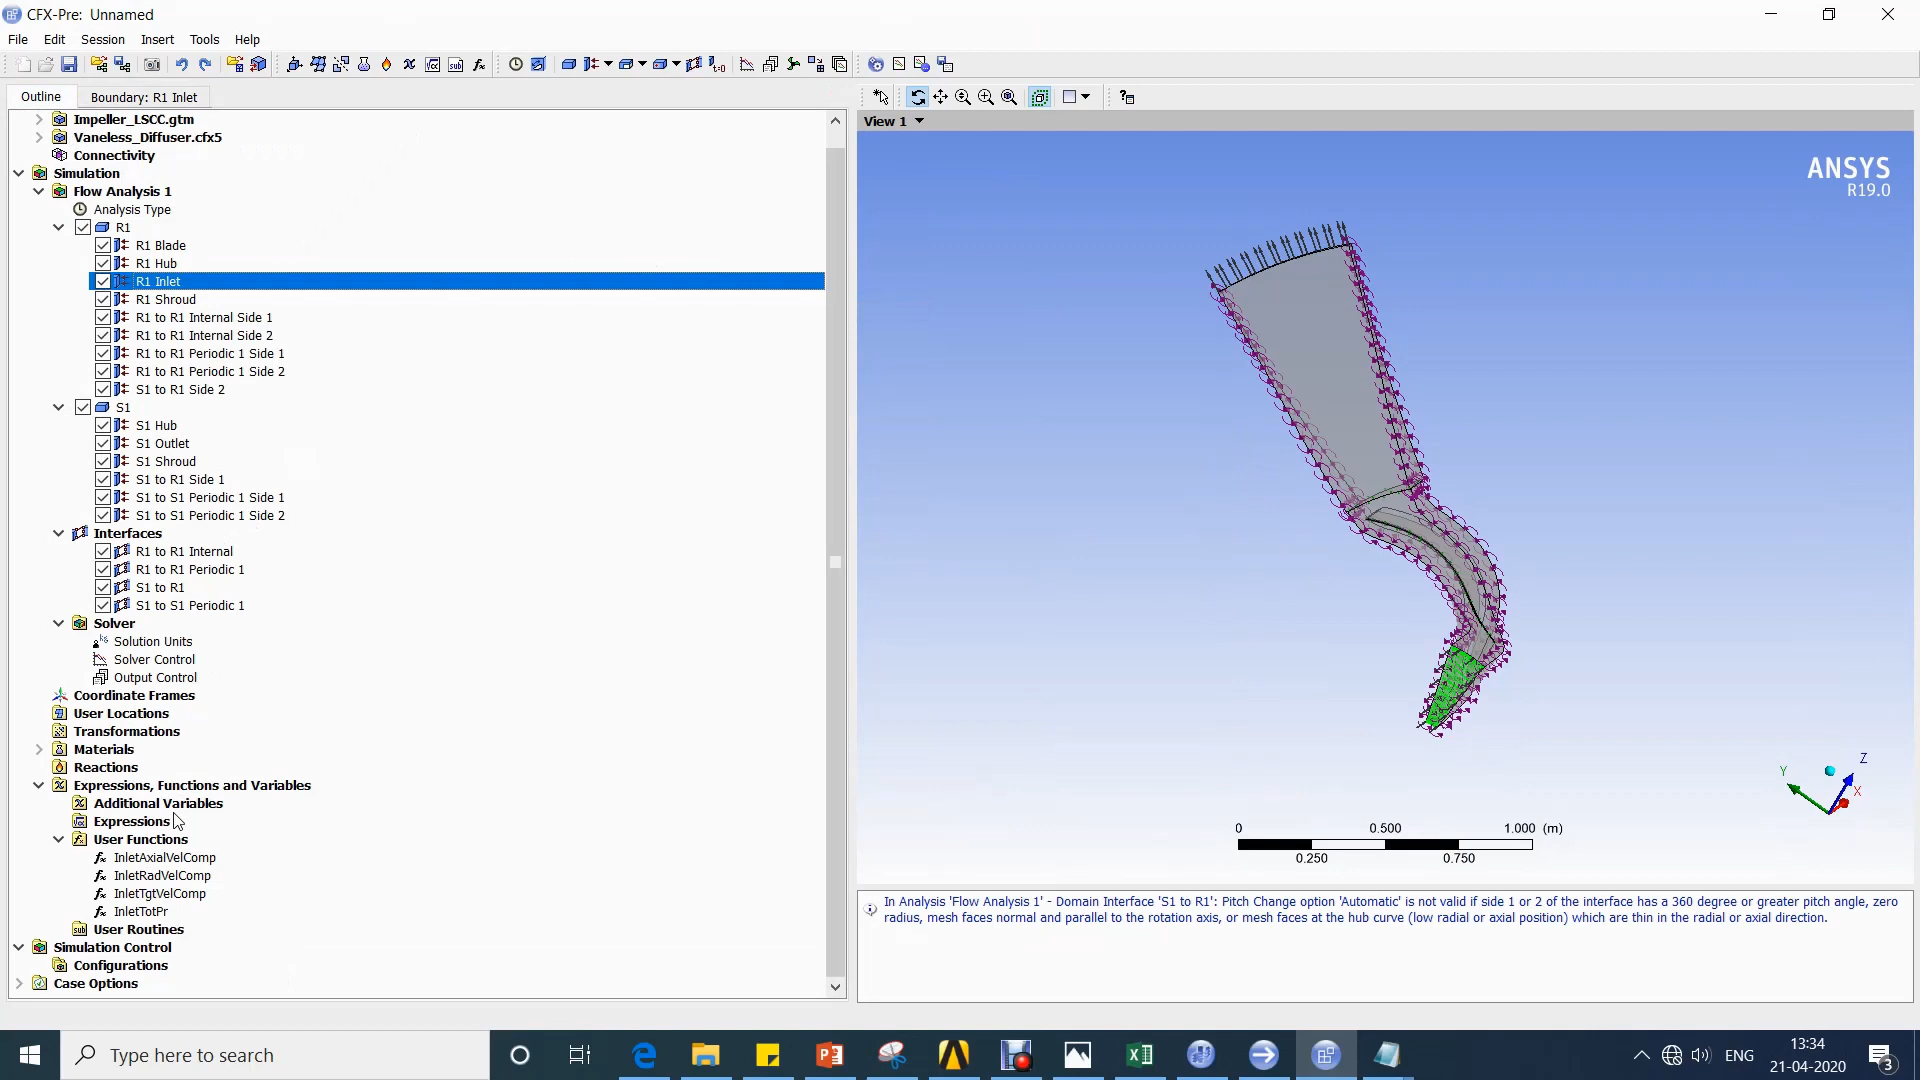 CFX-Pre: Unnamed
File Edit Session Insert Tools Help
Outline Boundary: R1 Inlet
Impeller_LSCC.gtm
Vaneless_Diffuser.cfx5
Connectivity
Simulation
Flow Analysis 1
Analysis Type
R1
R1 Blade
R1 Hub
R1 Inlet
R1 Shroud
R1 to R1 Internal Side 1
R1 to R1 Internal Side 2
R1 to R1 Periodic 1 Side 1
R1 to R1 Periodic 1 Side 2
S1 to R1 Side 2
S1
S1 Hub
S1 Outlet
S1 Shroud
S1 to R1 Side 1
S1 to S1 Periodic 1 Side 1
S1 to S1 Periodic 1 Side 2
Interfaces
R1 to R1 Internal
R1 to R1 Periodic 1
S1 to R1
S1 to S1 Periodic 1
Solver
Solution Units
Solver Control
Output Control
Coordinate Frames
User Locations
Transformations
Materials
Reactions
Expressions, Functions and Variables
Additional Variables
Expressions
User Functions
InletAxialVelComp
InletRadVelComp
InletTgtVelComp
InletTotPr
User Routines
Simulation Control
Configurations
Case Options
View 1
ANSYS
R19.0
Z
Y
X
0 0.500 1.000 (m)
0.250 0.750
In Analysis 'Flow Analysis 1' - Domain Interface 'S1 to R1': Pitch Change option 'Automatic' is not valid if side 1 or 2 of the interface has a 360 degree or greater pitch angle, zero
radius, mesh faces normal and parallel to the rotation axis, or mesh faces at the hub curve (low radial or axial position) which are thin in the radial or axial direction.
Type here to search
ENG
13:34
21-04-2020
3